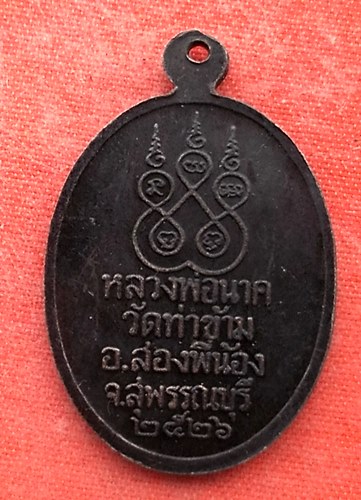 หลวงพ่อนาค
วัดท่าข้าม
อ.สองพี่น้อง
จ.สุพรรณบุรี
๒๕๒๖